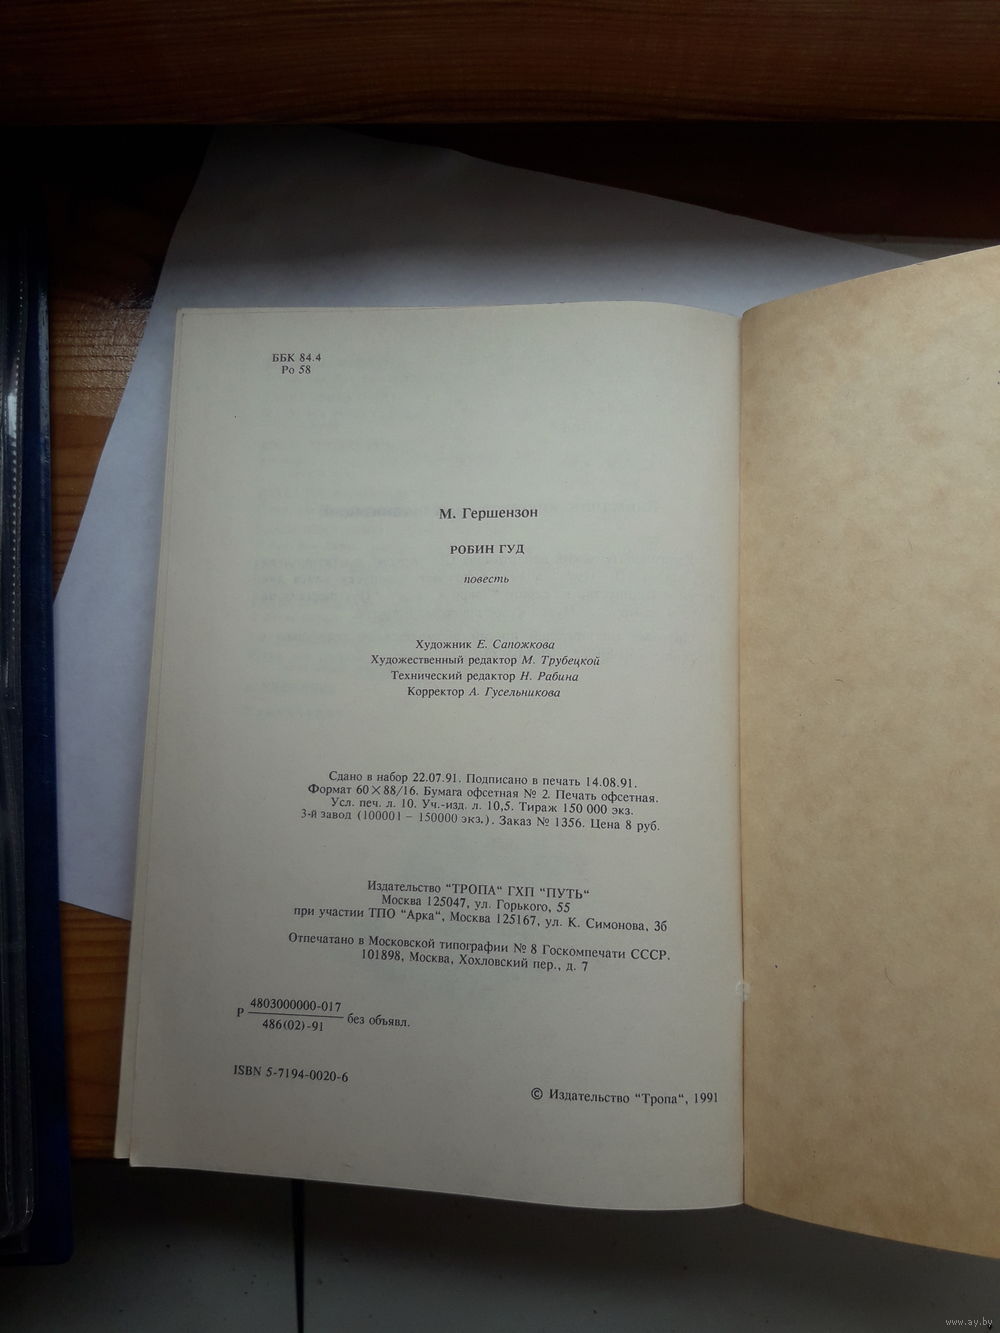 ББК 84.4
Ро 58
М. Гершензон
РОБИН ГУД
повесть
Художник Е. Сапожкова
Художественный редактор М. Трубецкой
Технический редактор Н. Рабина
Корректор А. Гусельникова
Сдано в набор 22.07.91. Подписано в печать 14.08.91.
Формат 60×88/16. Бумага офсетная № 2. Печать офсетная.
Усл. печ. л. 10. Уч.-изд. л. 10,5. Тираж 150 000 экз.
3-й завод (100001 – 150000 экз.). Заказ № 1356. Цена 8 руб.
Издательство “ТРОПА“ ГХП “ПУТЬ“
Москва 125047, ул. Горького, 55
при участии ТПО “Арка“, Москва 125167, ул. К. Симонова, 3б
Отпечатано в Московской типографии № 8 Госкомпечати СССР.
101898, Москва, Хохловский пер., д. 7
Р 4803000000-017
486(02)-91 без объявл.
ISBN 5-7194-0020-6
© Издательство “Тропа“, 1991
www.ay.by